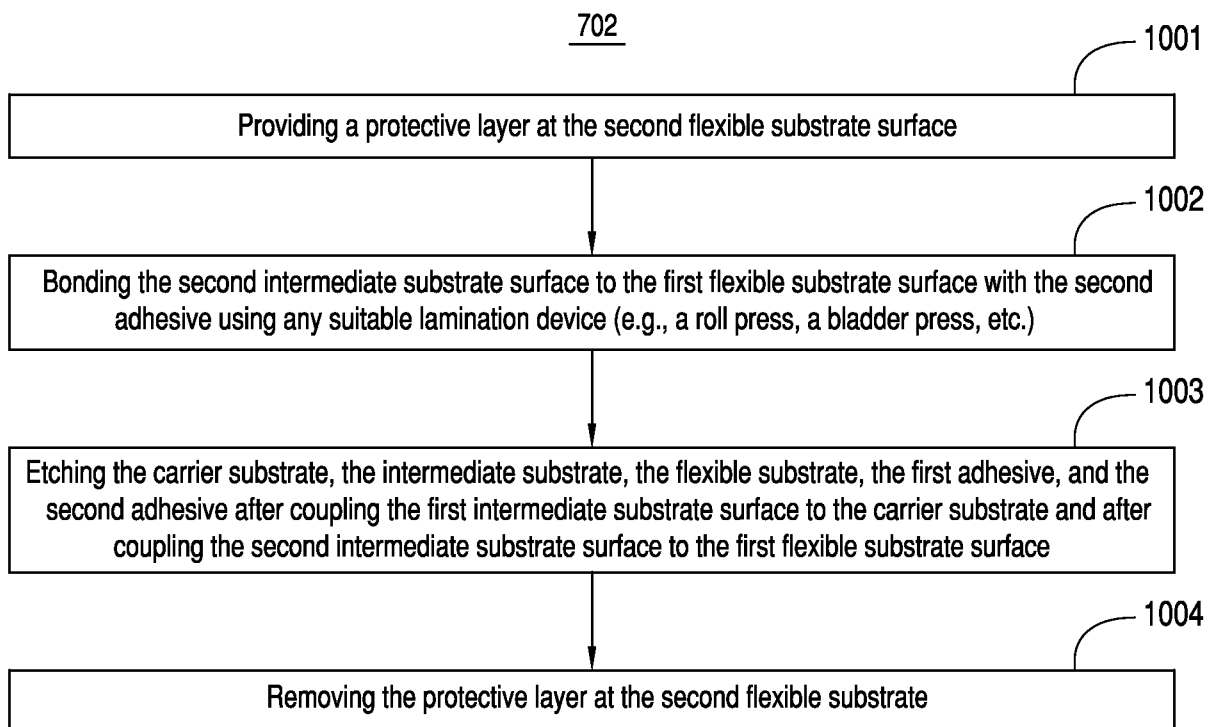 702
1001
Providing a protective layer at the second flexible substrate surface
1002
Bonding the second intermediate substrate surface to the first flexible substrate surface with the second
adhesive using any suitable lamination device (e.g., a roll press, a bladder press, etc.)
1003
Etching the carrier substrate, the intermediate substrate, the flexible substrate, the first adhesive, and the
second adhesive after coupling the first intermediate substrate surface to the carrier substrate and after
coupling the second intermediate substrate surface to the first flexible substrate surface
1004
Removing the protective layer at the second flexible substrate